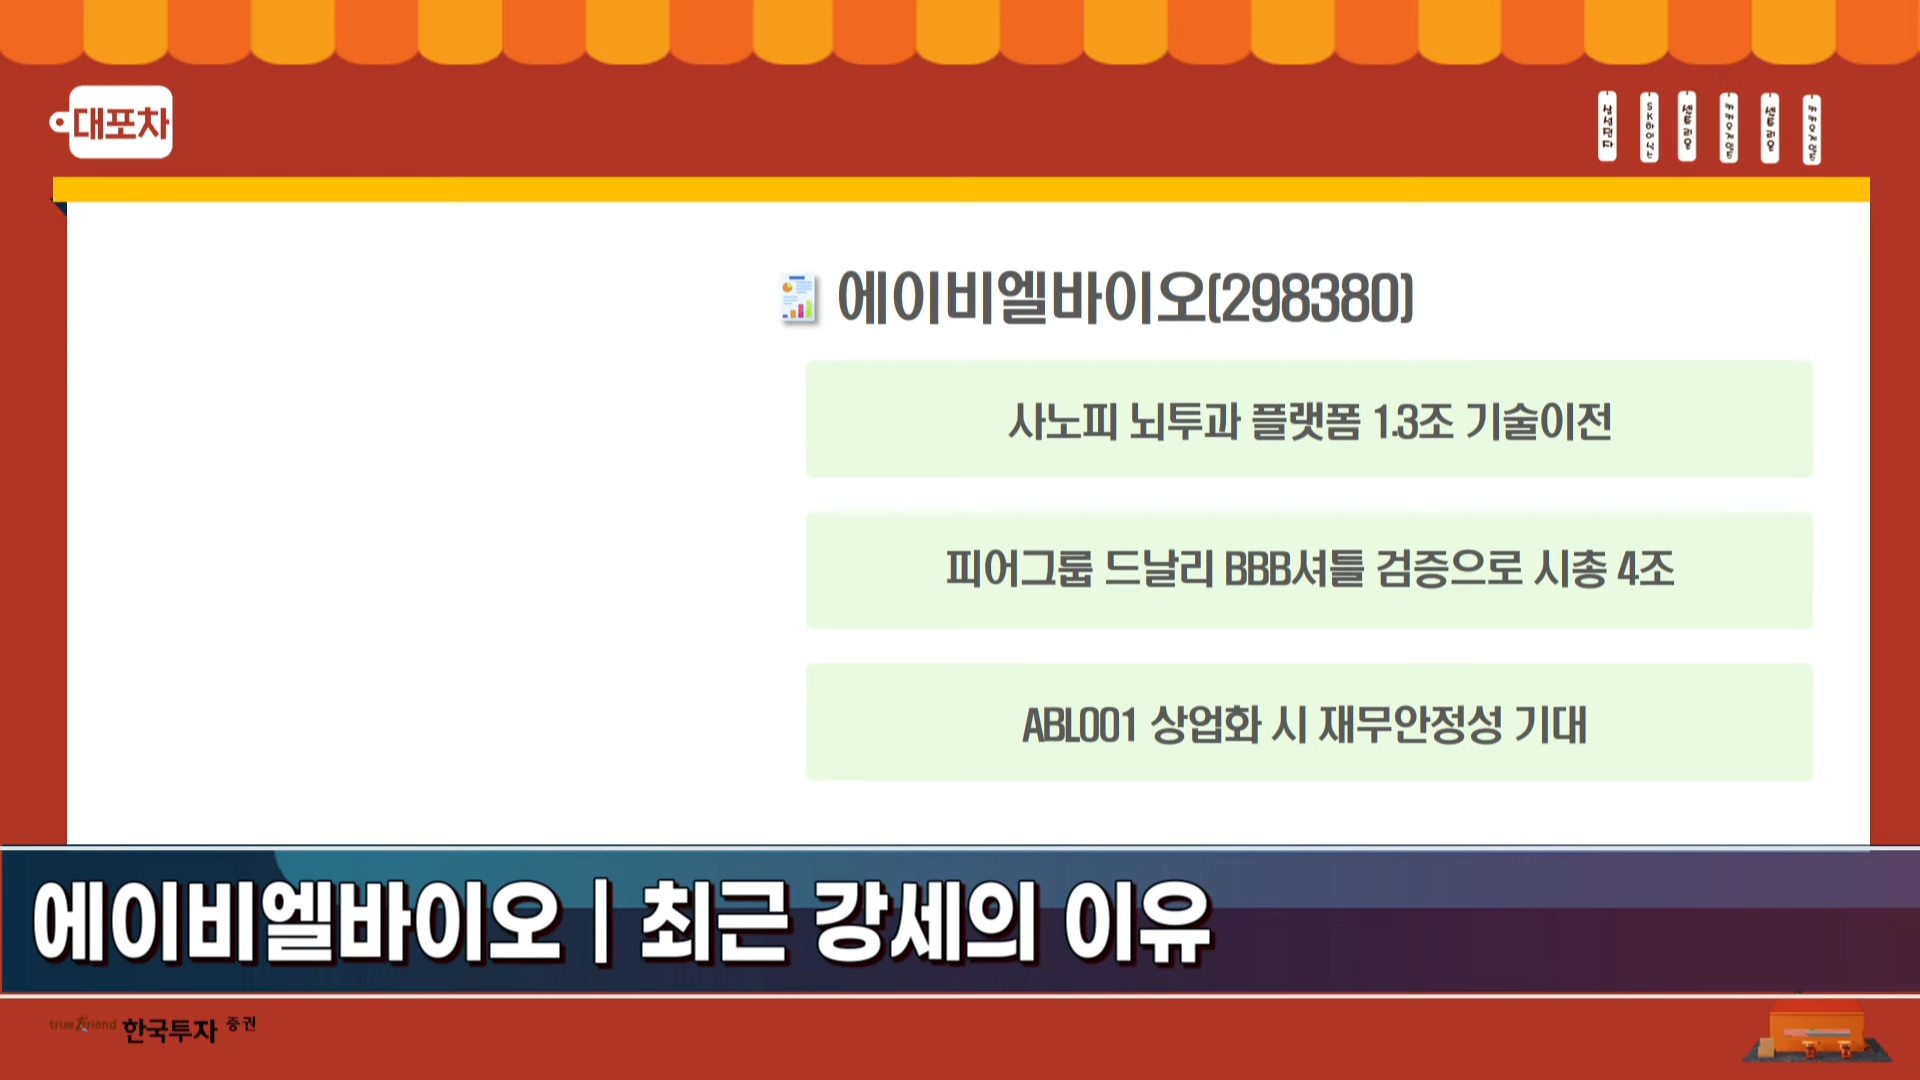 대포차
삼성전자
에이비엘바이오(298380)
사노피 뇌투과 플랫폼 1.3조 기술이전
피어그룹 드날리 BBB셔틀 검증으로 시총 4조
ABL001 상업화 시 재무안정성 기대
에이비엘바이오 | 최근 강세의 이유
true friend 한국투자 증권